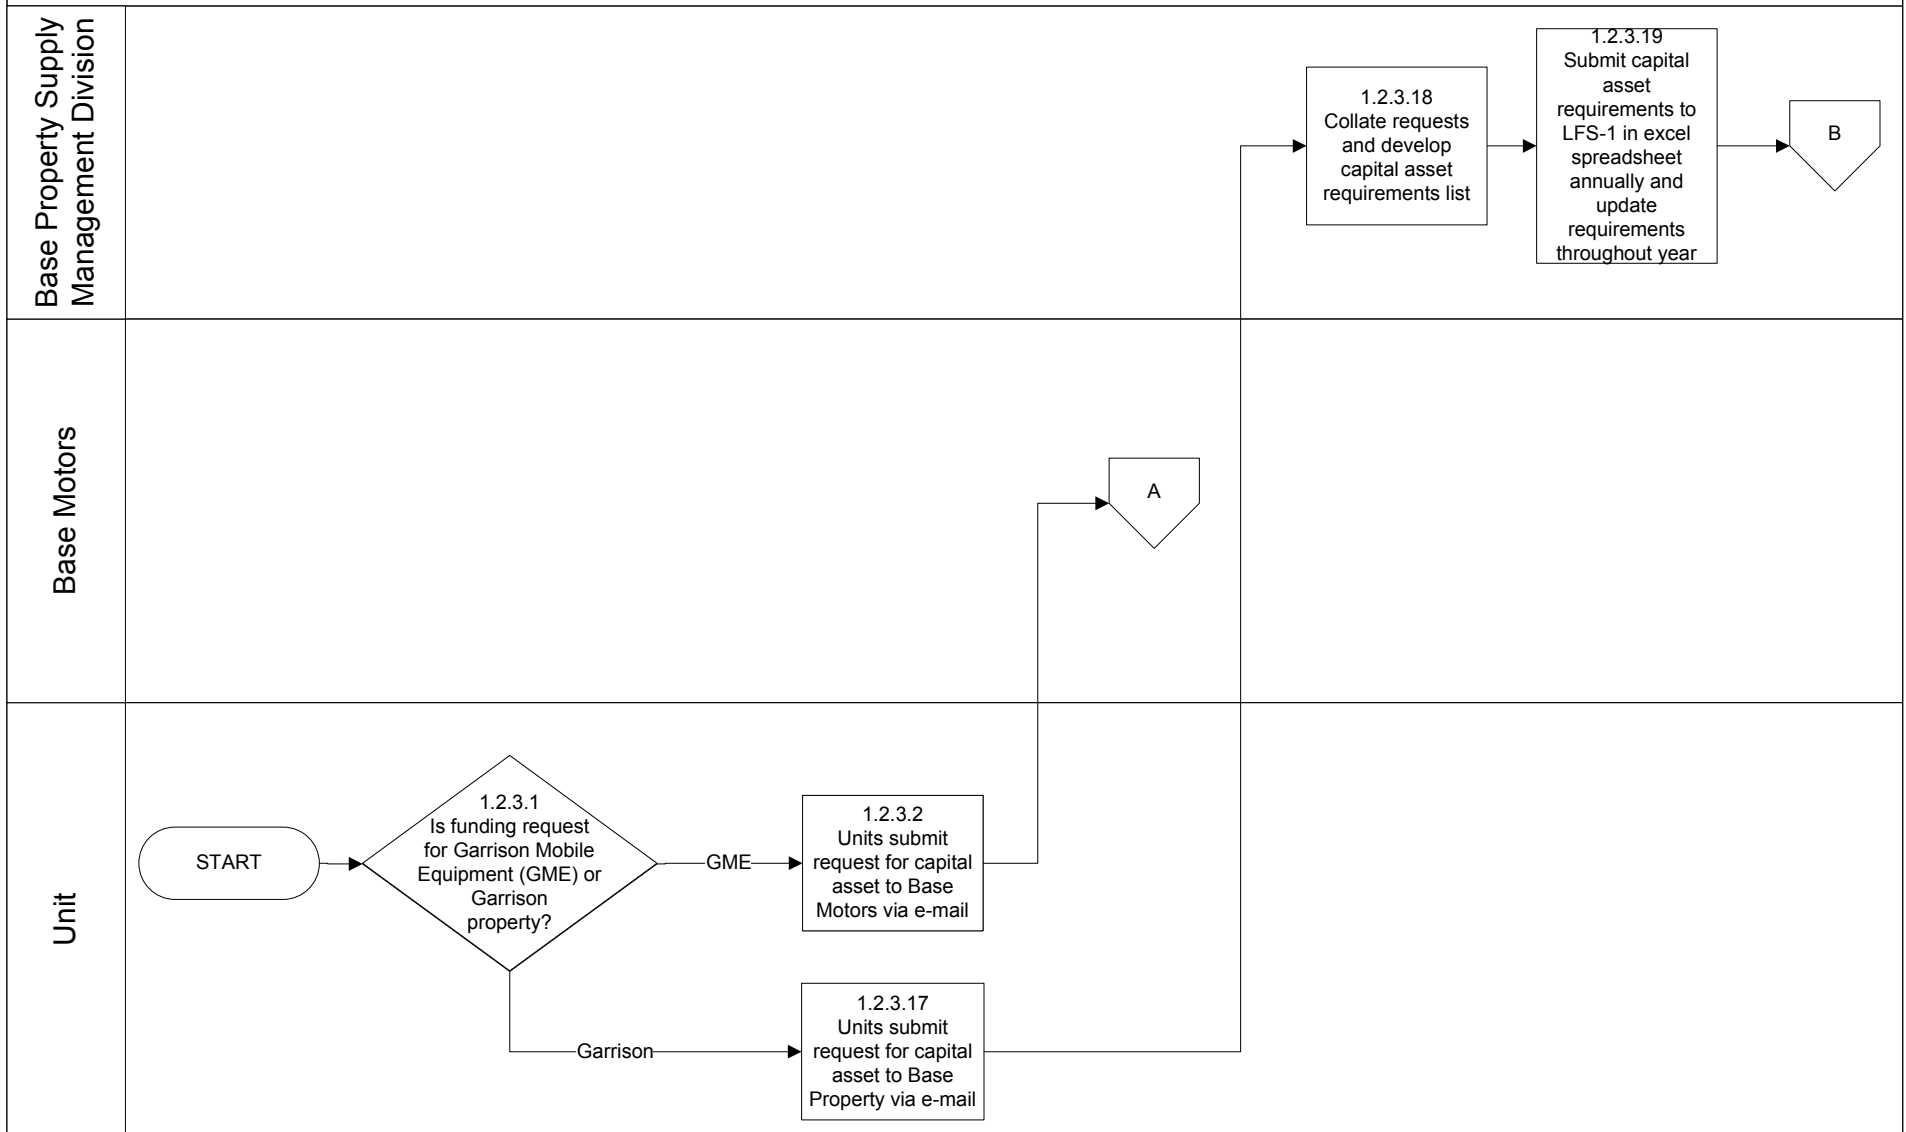 Base Property Supply
Management Division
1.2.3.18
Collate requests
and develop
capital asset
requirements list
1.2.3.19
Submit capital
asset
requirements to
LFS-1 in excel
spreadsheet
annually and
update
requirements
throughout year
B
Base Motors
A
Unit
START
1.2.3.1
Is funding request
for Garrison Mobile
Equipment (GME) or
Garrison
property?
GME
1.2.3.2
Units submit
request for capital
asset to Base
Motors via e-mail
Garrison
1.2.3.17
Units submit
request for capital
asset to Base
Property via e-mail